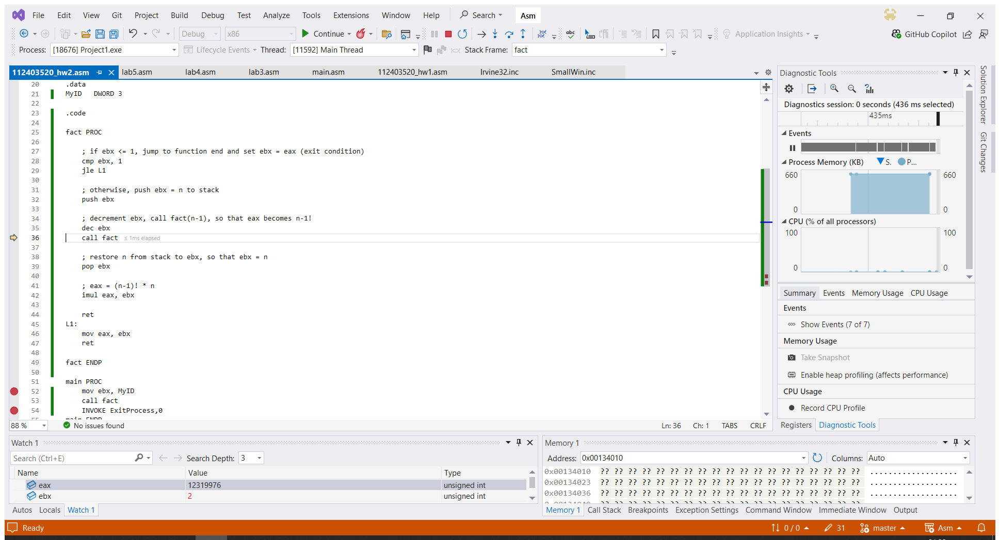 File Edit View Git Project Build Debug Test Analyze Tools Extensions Window Help Search Asm
Debug x86 Continue Application Insights GitHub Copilot
Process: [18676] Project1.exe Lifecycle Events Thread: [11592] Main Thread Stack Frame: fact
112403520_hw2.asm lab5.asm lab4.asm lab3.asm main.asm 112403520_hw1.asm Irvine32.inc SmallWin.inc
20 .data
21 MyID DWORD 3
22
23 .code
24
25 fact PROC
26
27 ; if ebx <= 1, jump to function end and set ebx = eax (exit condition)
28 cmp ebx, 1
29 jle L1
30
31 ; otherwise, push ebx = n to stack
32 push ebx
33
34 ; decrement ebx, call fact(n-1), so that eax becomes n-1!
35 dec ebx
36 call fact ≤ 1ms elapsed
37
38 ; restore n from stack to ebx, so that ebx = n
39 pop ebx
40
41 ; eax = (n-1)! * n
42 imul eax, ebx
43
44 ret
45 L1:
46 mov eax, ebx
47 ret
48
49 fact ENDP
50
51 main PROC
52 mov ebx, MyID
53 call fact
54 INVOKE ExitProcess,0
55 main ENDP
88 % No issues found Ln: 36 Ch: 1 TABS CRLF
Diagnostic Tools
Diagnostics session: 0 seconds (436 ms selected)
435ms
Events
Process Memory (KB) S. P...
660 660
0 0
CPU (% of all processors)
100 100
0 0
Summary Events Memory Usage CPU Usage
Events
Show Events (7 of 7)
Memory Usage
Take Snapshot
Enable heap profiling (affects performance)
CPU Usage
Record CPU Profile
Registers Diagnostic Tools
Solution Explorer
Git Changes
Watch 1
Search (Ctrl+E) Search Depth: 3
Name Value Type
eax 12319976 unsigned int
ebx 2 unsigned int
Autos Locals Watch 1
Memory 1
Address: 0x00134010 Columns: Auto
0x00134010 ?? ?? ?? ?? ?? ?? ?? ?? ?? ?? ?? ?? ?? ?? ?? ?? ?? ?? ?? ...................
0x00134023 ?? ?? ?? ?? ?? ?? ?? ?? ?? ?? ?? ?? ?? ?? ?? ?? ?? ?? ?? ...................
0x00134036 ?? ?? ?? ?? ?? ?? ?? ?? ?? ?? ?? ?? ?? ?? ?? ?? ?? ?? ?? ...................
0x00134049 ?? ?? ?? ?? ?? ?? ?? ?? ?? ?? ?? ?? ?? ?? ?? ?? ?? ?? ??
Memory 1 Call Stack Breakpoints Exception Settings Command Window Immediate Window Output
Ready 0 / 0 31 master Asm